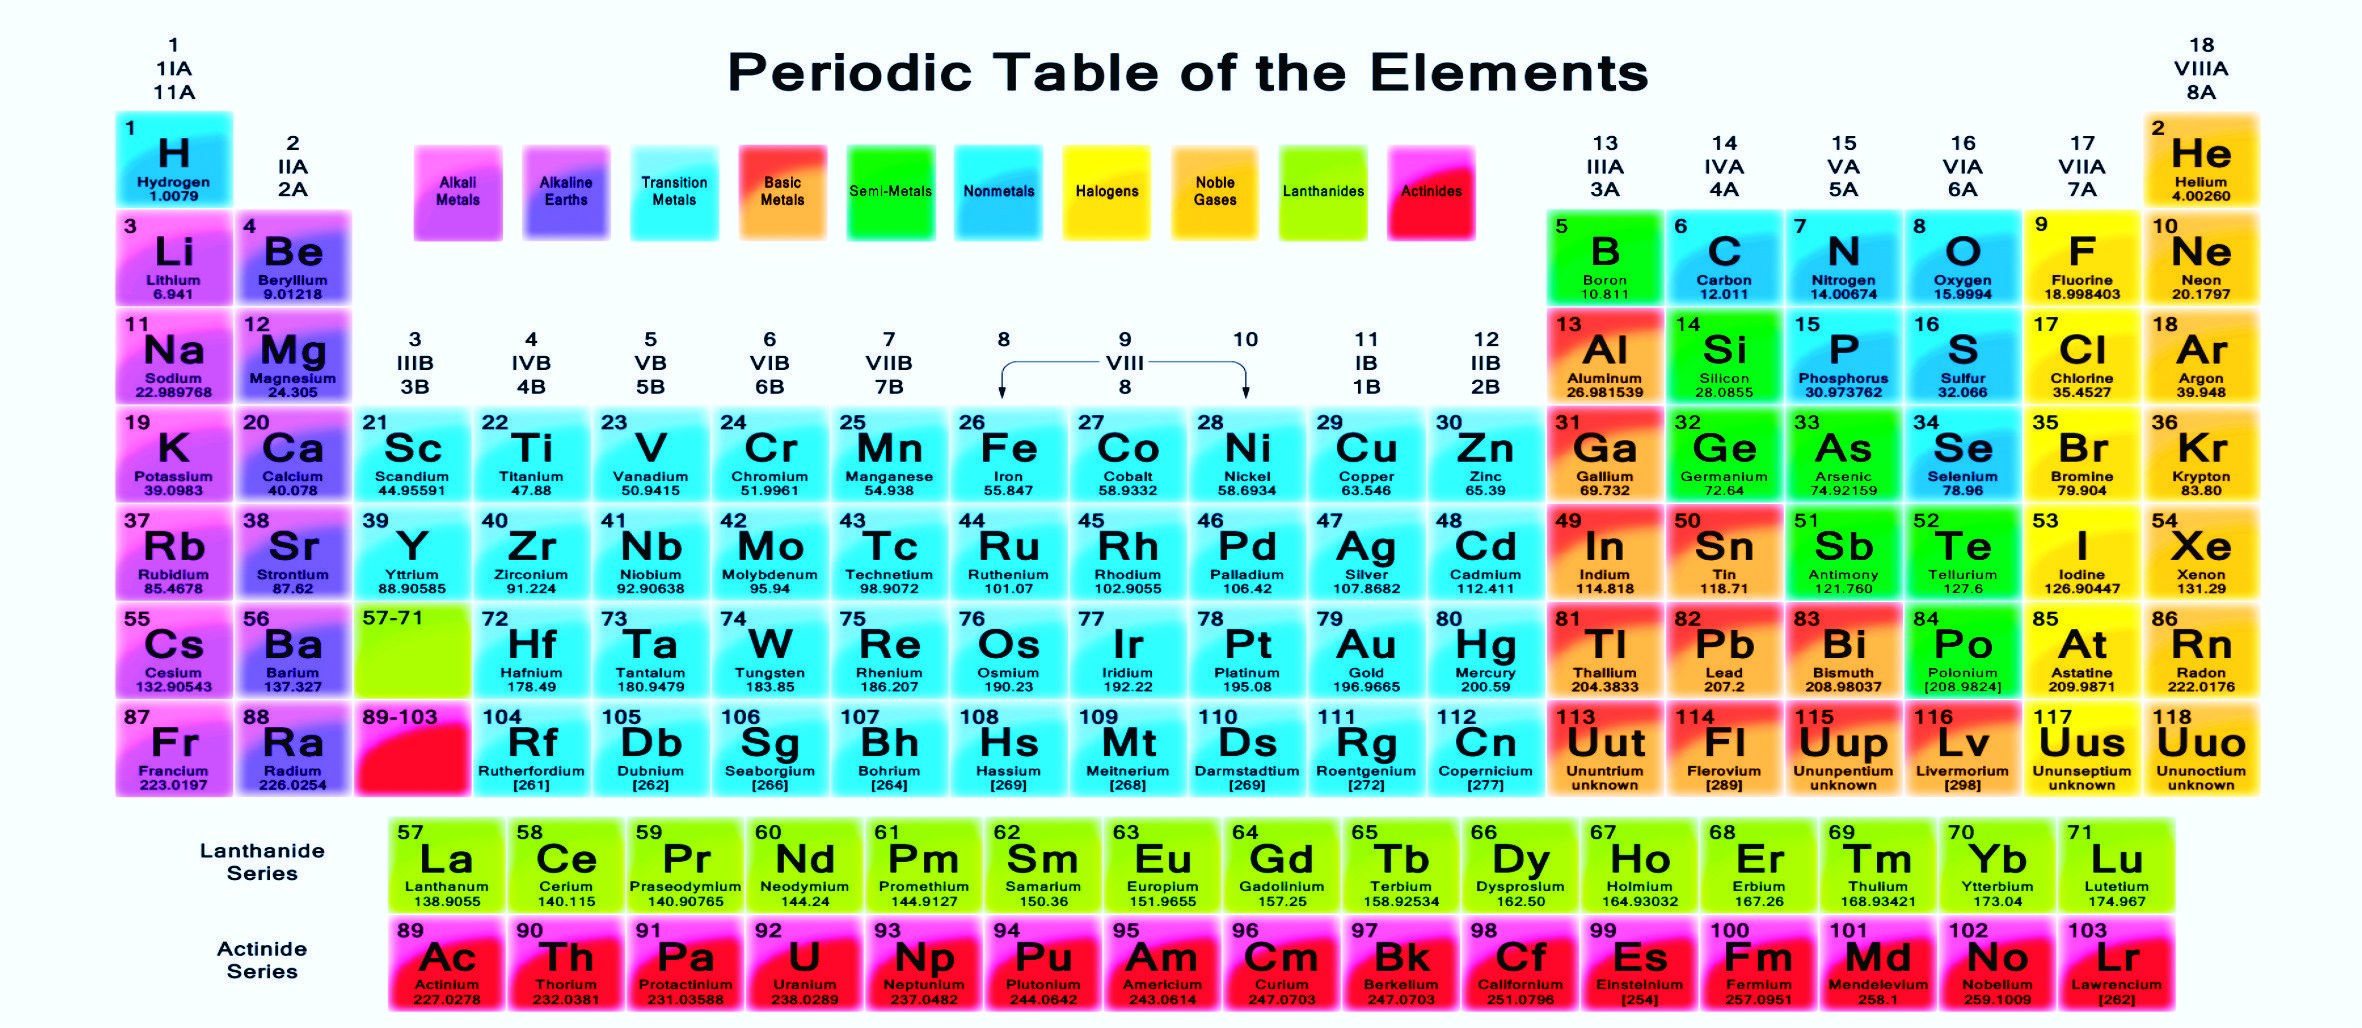 Periodic Table of the Elements
1
1IA
11A
18
VIIIA
8A
2
IIA
2A
13
IIIA
3A
14
IVA
4A
15
VA
5A
16
VIA
6A
17
VIIA
7A
Alkali
Metals
Alkaline
Earths
Transition
Metals
Basic
Metals
Semi-Metals
Nonmetals
Halogens
Noble
Gases
Lanthanides
Actinides
1
H
Hydrogen
1.0079
2
He
Helium
4.00260
3
Li
Lithium
6.941
4
Be
Beryllium
9.01218
5
B
Boron
10.811
6
C
Carbon
12.011
7
N
Nitrogen
14.00674
8
O
Oxygen
15.9994
9
F
Fluorine
18.998403
10
Ne
Neon
20.1797
11
Na
Sodium
22.989768
12
Mg
Magnesium
24.305
3
IIIB
3B
4
IVB
4B
5
VB
5B
6
VIB
6B
7
VIIB
7B
8
9
10
VIII
8
11
IB
1B
12
IIB
2B
13
Al
Aluminum
26.981539
14
Si
Silicon
28.0855
15
P
Phosphorus
30.973762
16
S
Sulfur
32.066
17
Cl
Chlorine
35.4527
18
Ar
Argon
39.948
19
K
Potassium
39.0983
20
Ca
Calcium
40.078
21
Sc
Scandium
44.95591
22
Ti
Titanium
47.88
23
V
Vanadium
50.9415
24
Cr
Chromium
51.9961
25
Mn
Manganese
54.938
26
Fe
Iron
55.847
27
Co
Cobalt
58.9332
28
Ni
Nickel
58.6934
29
Cu
Copper
63.546
30
Zn
Zinc
65.39
31
Ga
Gallium
69.732
32
Ge
Germanium
72.64
33
As
Arsenic
74.92159
34
Se
Selenium
78.96
35
Br
Bromine
79.904
36
Kr
Krypton
83.80
37
Rb
Rubidium
85.4678
38
Sr
Strontium
87.62
39
Y
Yttrium
88.90585
40
Zr
Zirconium
91.224
41
Nb
Niobium
92.90638
42
Mo
Molybdenum
95.94
43
Tc
Technetium
98.9072
44
Ru
Ruthenium
101.07
45
Rh
Rhodium
102.9055
46
Pd
Palladium
106.42
47
Ag
Silver
107.8682
48
Cd
Cadmium
112.411
49
In
Indium
114.818
50
Sn
Tin
118.71
51
Sb
Antimony
121.760
52
Te
Tellurium
127.6
53
I
Iodine
126.90447
54
Xe
Xenon
131.29
55
Cs
Cesium
132.90543
56
Ba
Barium
137.327
57-71
72
Hf
Hafnium
178.49
73
Ta
Tantalum
180.9479
74
W
Tungsten
183.85
75
Re
Rhenium
186.207
76
Os
Osmium
190.23
77
Ir
Iridium
192.22
78
Pt
Platinum
195.08
79
Au
Gold
196.9665
80
Hg
Mercury
200.59
81
Tl
Thallium
204.3833
82
Pb
Lead
207.2
83
Bi
Bismuth
208.98037
84
Po
Polonium
[208.9824]
85
At
Astatine
209.9871
86
Rn
Radon
222.0176
87
Fr
Francium
223.0197
88
Ra
Radium
226.0254
89-103
104
Rf
Rutherfordium
[261]
105
Db
Dubnium
[262]
106
Sg
Seaborgium
[266]
107
Bh
Bohrium
[264]
108
Hs
Hassium
[269]
109
Mt
Meitnerium
[268]
110
Ds
Darmstadtium
[269]
111
Rg
Roentgenium
[272]
112
Cn
Copernicium
[277]
113
Uut
Ununtrium
unknown
114
Fl
Flerovium
[289]
115
Uup
Ununpentium
unknown
116
Lv
Livermorium
[298]
117
Uus
Ununseptium
unknown
118
Uuo
Ununoctium
unknown
Lanthanide
Series
57
La
Lanthanum
138.9055
58
Ce
Cerium
140.115
59
Pr
Praseodymium
140.90765
60
Nd
Neodymium
144.24
61
Pm
Promethium
144.9127
62
Sm
Samarium
150.36
63
Eu
Europium
151.9655
64
Gd
Gadolinium
157.25
65
Tb
Terbium
158.92534
66
Dy
Dysprosium
162.50
67
Ho
Holmium
164.93032
68
Er
Erbium
167.26
69
Tm
Thulium
168.93421
70
Yb
Ytterbium
173.04
71
Lu
Lutetium
174.967
Actinide
Series
89
Ac
Actinium
227.0278
90
Th
Thorium
232.0381
91
Pa
Protactinium
231.03588
92
U
Uranium
238.0289
93
Np
Neptunium
237.0482
94
Pu
Plutonium
244.0642
95
Am
Americium
243.0614
96
Cm
Curium
247.0703
97
Bk
Berkelium
247.0703
98
Cf
Californium
251.0796
99
Es
Einsteinium
[254]
100
Fm
Fermium
257.0951
101
Md
Mendelevium
258.1
102
No
Nobelium
259.1009
103
Lr
Lawrencium
[262]